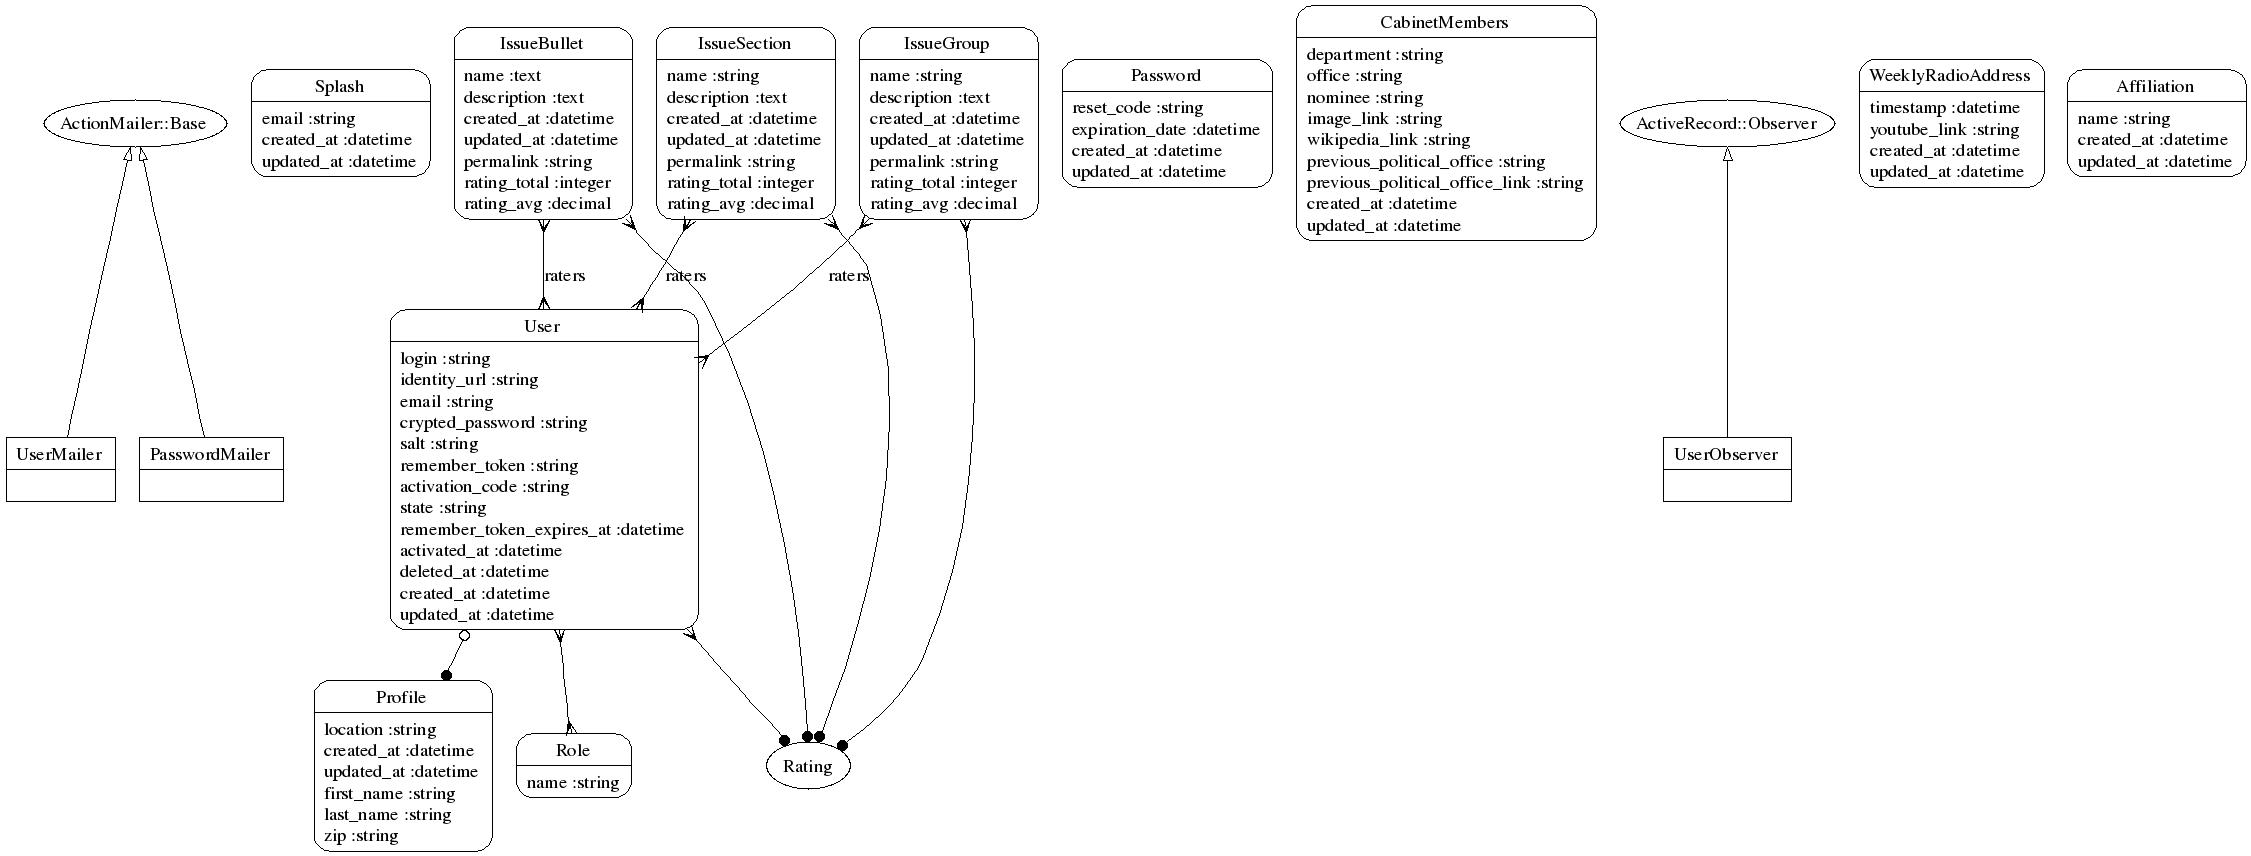 ActionMailer::Base
Splash
email :string
created_at :datetime
updated_at :datetime
IssueBullet
name :text
description :text
created_at :datetime
updated_at :datetime
permalink :string
rating_total :integer
rating_avg :decimal
IssueSection
name :string
description :text
created_at :datetime
updated_at :datetime
permalink :string
rating_total :integer
rating_avg :decimal
IssueGroup
name :string
description :text
created_at :datetime
updated_at :datetime
permalink :string
rating_total :integer
rating_avg :decimal
Password
reset_code :string
expiration_date :datetime
created_at :datetime
updated_at :datetime
CabinetMembers
department :string
office :string
nominee :string
image_link :string
wikipedia_link :string
previous_political_office :string
previous_political_office_link :string
created_at :datetime
updated_at :datetime
ActiveRecord::Observer
WeeklyRadioAddress
timestamp :datetime
youtube_link :string
created_at :datetime
updated_at :datetime
Affiliation
name :string
created_at :datetime
updated_at :datetime
raters
raters
raters
UserMailer
PasswordMailer
User
login :string
identity_url :string
email :string
crypted_password :string
salt :string
remember_token :string
activation_code :string
state :string
remember_token_expires_at :datetime
activated_at :datetime
deleted_at :datetime
created_at :datetime
updated_at :datetime
UserObserver
Profile
location :string
created_at :datetime
updated_at :datetime
first_name :string
last_name :string
zip :string
Role
name :string
Rating